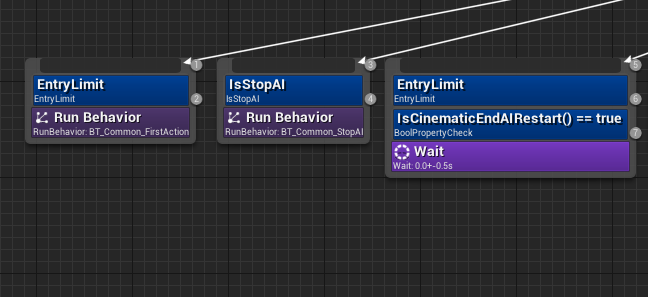 1
EntryLimit
EntryLimit
2
Run Behavior
RunBehavior: BT_Common_FirstAction
3
IsStopAI
IsStopAI
4
Run Behavior
RunBehavior: BT_Common_StopAI
5
EntryLimit
EntryLimit
6
IsCinematicEndAIRestart() == true
BoolPropertyCheck
7
Wait
Wait: 0.0+-0.5s